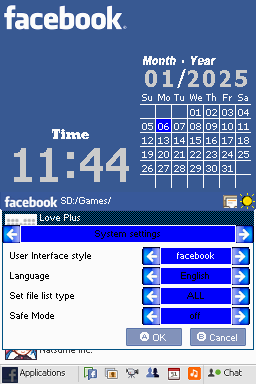 facebook.
Month - Year
01/2025
Su Mo Tu We Th Fr Sa
01 02 03 04
05 06 07 08 09 10 11
12 13 14 15 16 17 18
19 20 21 22 23 24 25
26 27 28 29 30 31
Time
11:44
facebook SD:/Games/
Love Plus
System settings
User Interface style facebook
Language English
Set file list type ALL
Safe Mode off
A OK B Cancel
Natsume Inc.
Applications 31 Chat